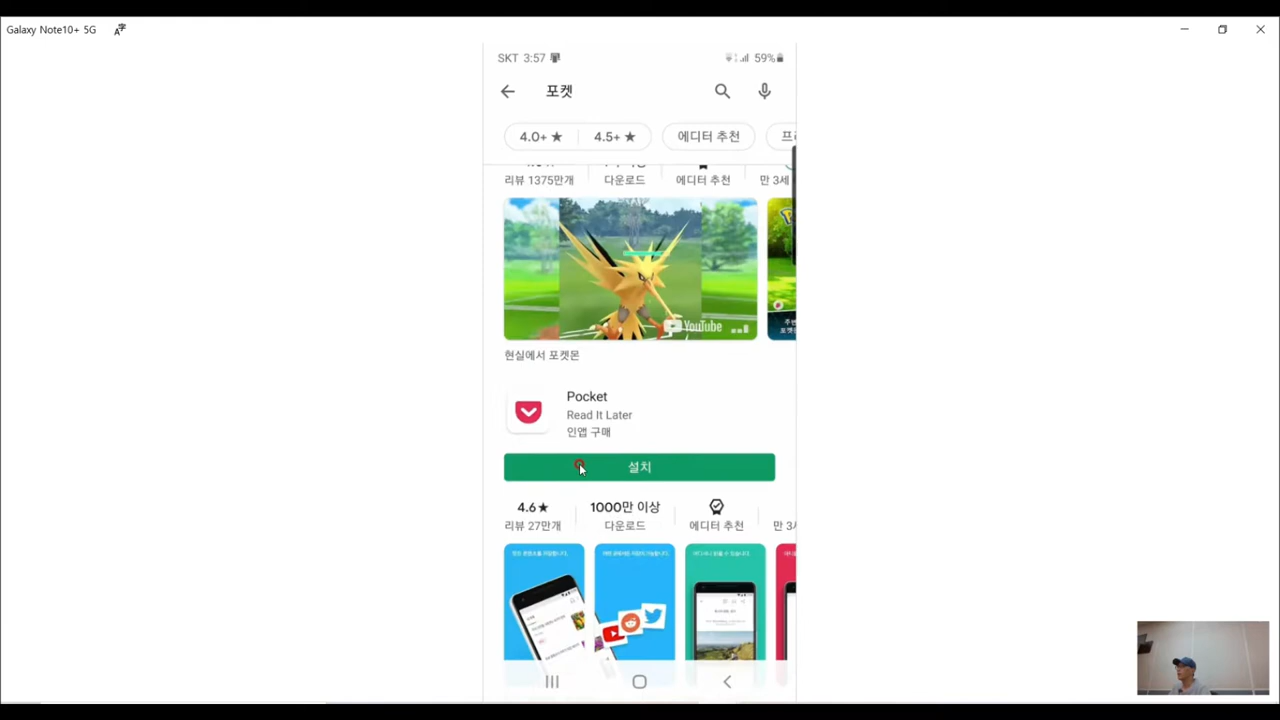 Galaxy Note10+ 5G
SKT 3:57 59%
포켓
4.0+ ★ 4.5+ ★ 에디터 추천
리뷰 1375만개 다운로드 에디터 추천 만 3세
YouTube
현실에서 포켓몬
Pocket
Read It Later
인앱 구매
설치
4.6★ 1000만 이상
리뷰 27만개 다운로드 에디터 추천 만 3